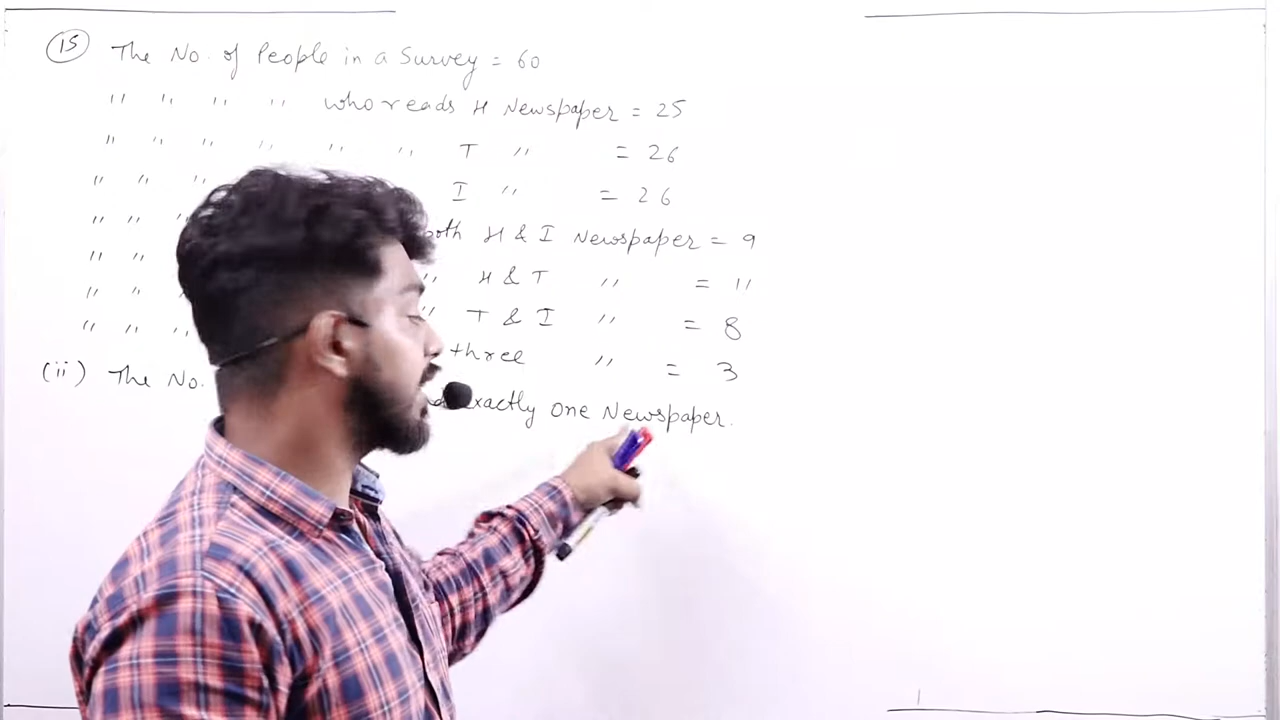 15 The No. of People in a Survey = 60
" " " " who reads H Newspaper = 25
" " " " " " T " = 26
" " I " = 26
" " " both H & I Newspaper = 9
" " " H & T " = 11
" " " T & I " = 8
" " " three " = 3
(ii) The No. exactly one Newspaper.